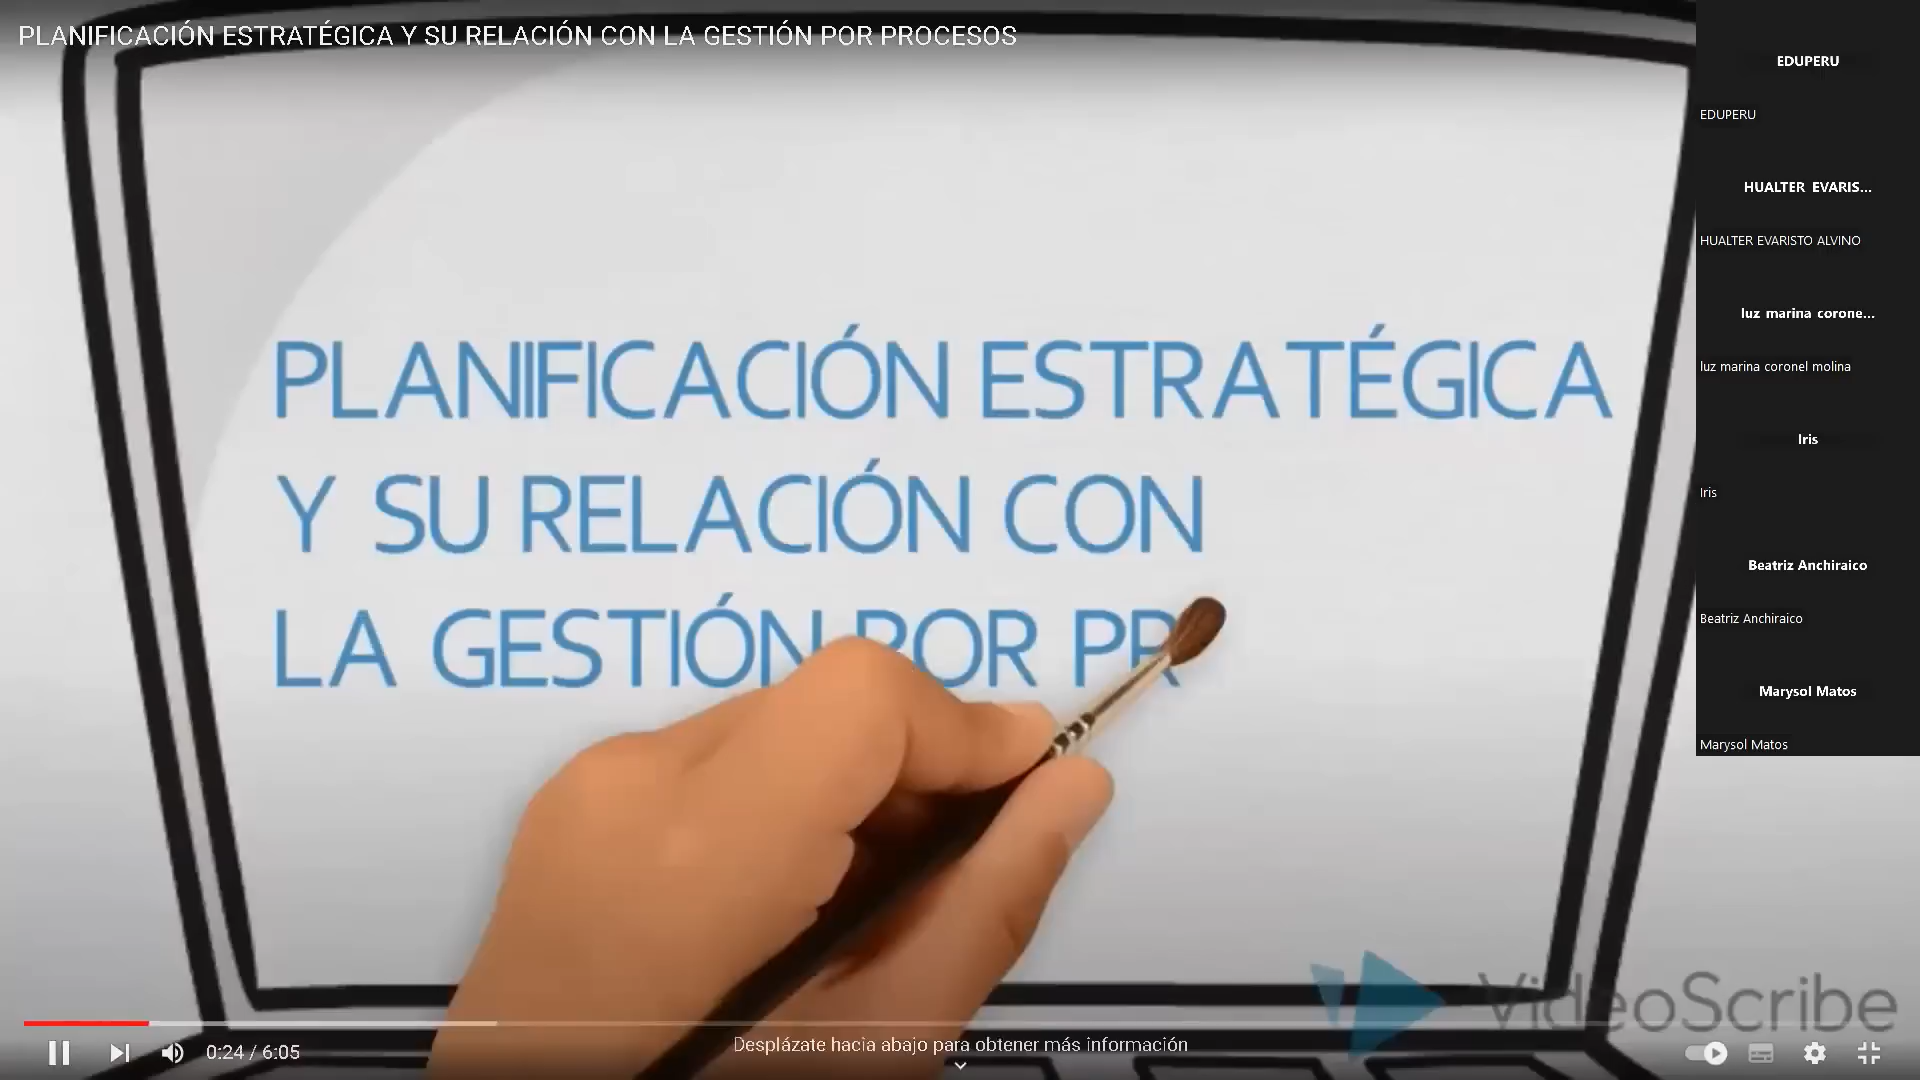 PLANIFICACIÓN ESTRATÉGICA Y SU RELACIÓN CON LA GESTIÓN POR PROCESOS
PLANIFICACIÓN ESTRATÉGICA
Y SU RELACIÓN CON
LA GESTIÓN POR PR
EDUPERU
EDUPERU
HUALTER EVARIS...
HUALTER EVARISTO ALVINO
luz marina corone...
luz marina coronel molina
Iris
Iris
Beatriz Anchiraico
Beatriz Anchiraico
Marysol Matos
Marysol Matos
VideoScribe
0:24 / 6:05
Desplázate hacia abajo para obtener más información